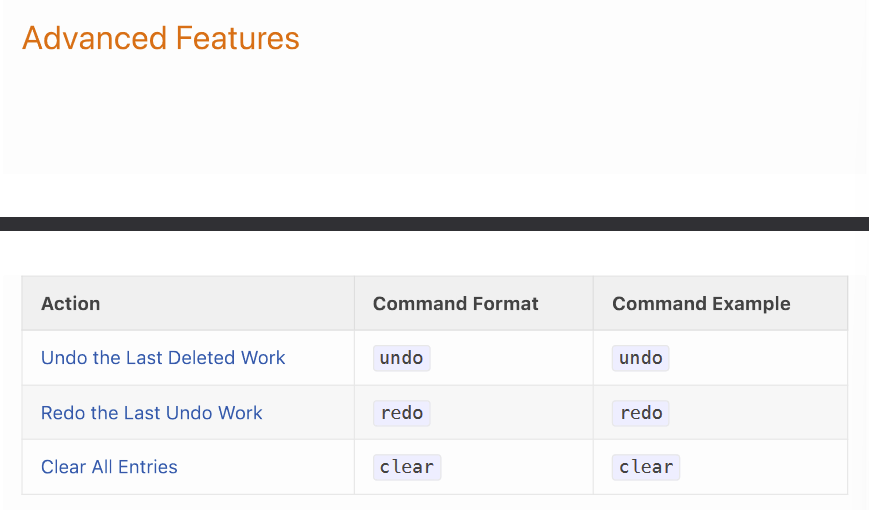 Advanced Features
Action Command Format Command Example
Undo the Last Deleted Work undo undo
Redo the Last Undo Work redo redo
Clear All Entries clear clear